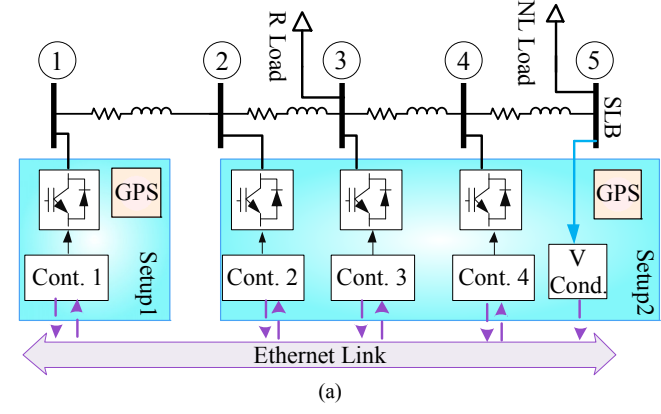 R Load
NL Load
1
2
3
4
5
SLB
GPS
GPS
Cont. 1
Setup1
Cont. 2
Cont. 3
Cont. 4
V
Cond.
Setup2
Ethernet Link
(a)